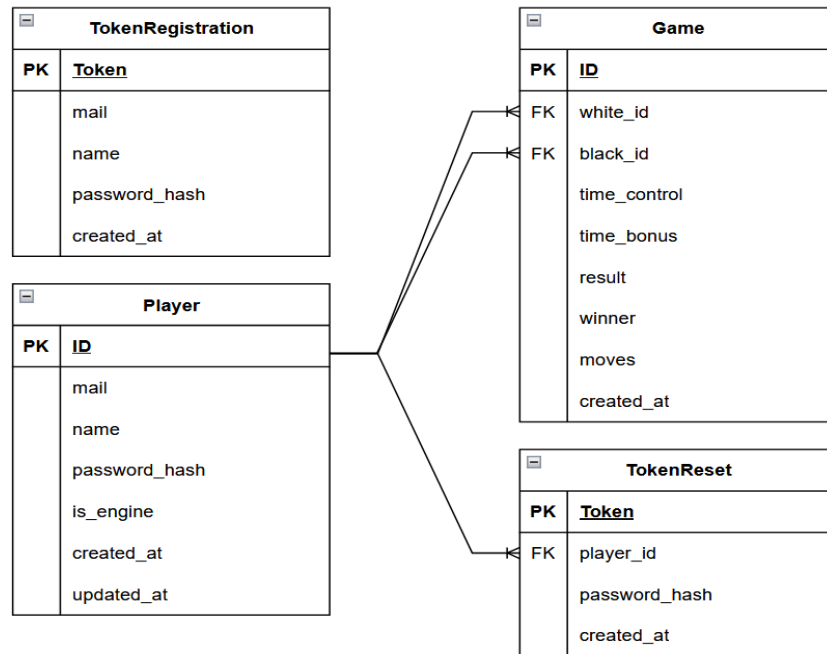 TokenRegistration
PK Token
mail
name
password_hash
created_at
Player
PK ID
mail
name
password_hash
is_engine
created_at
updated_at
Game
PK ID
FK white_id
FK black_id
time_control
time_bonus
result
winner
moves
created_at
TokenReset
PK Token
FK player_id
password_hash
created_at